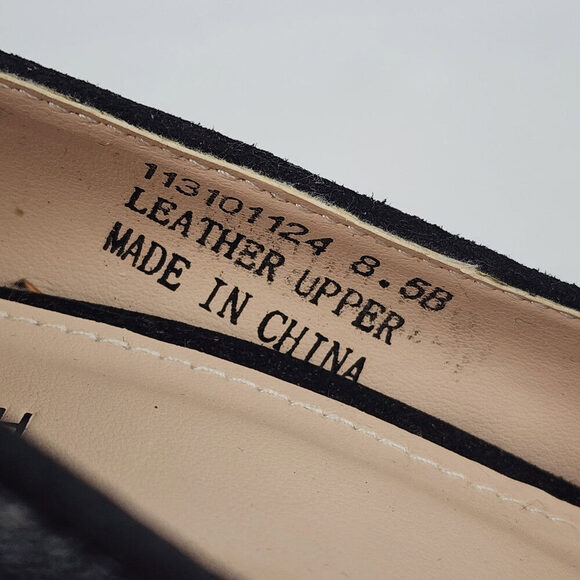 113101124 8.5B
LEATHER UPPER
MADE IN CHINA
H